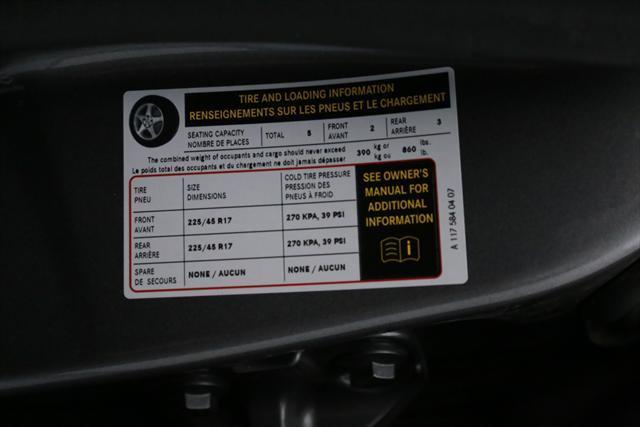 TIRE AND LOADING INFORMATION
RENSEIGNEMENTS SUR LES PNEUS ET LE CHARGEMENT
SEATING CAPACITY
NOMBRE DE PLACES
TOTAL 5
FRONT
AVANT
2
REAR
ARRIÈRE
3
The combined weight of occupants and cargo should never exceed
Le poids total des occupants et du chargement ne doit jamais dépasser
390 kg or
kg ou
860 lbs.
lb.
TIRE
PNEU
SIZE
DIMENSIONS
COLD TIRE PRESSURE
PRESSION DES
PNEUS À FROID
FRONT
AVANT
225/45 R17
270 KPA, 39 PSI
REAR
ARRIÈRE
225/45 R17
270 KPA, 39 PSI
SPARE
DE SECOURS
NONE / AUCUN
NONE / AUCUN
SEE OWNER'S
MANUAL FOR
ADDITIONAL
INFORMATION
A 117 584 04 07